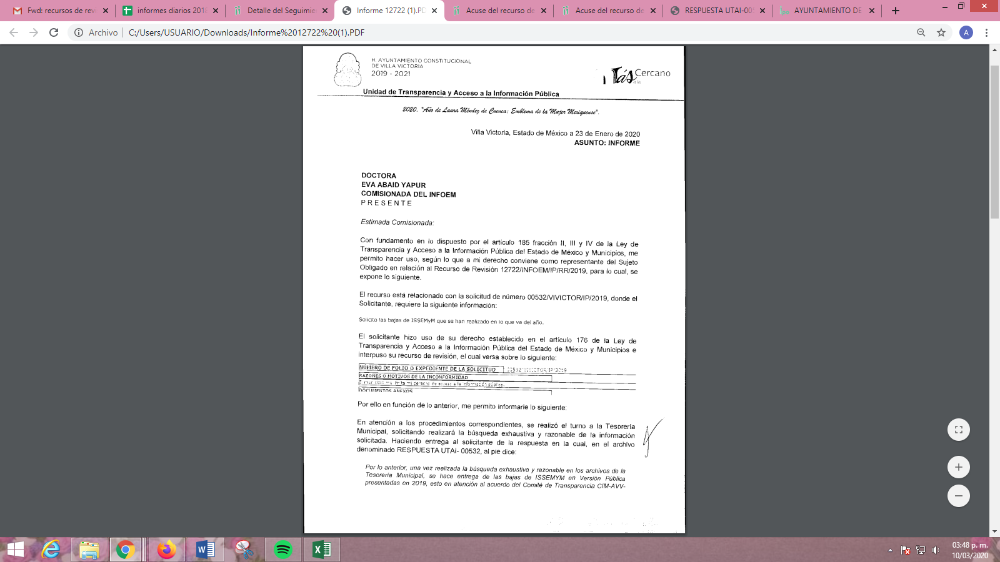 Fwd: recursos de revi
informes diarios 2018
Detalle del Seguimie
Informe 12722 (1).PD
Acuse del recurso de
Acuse del recurso de
RESPUESTA UTAI-005
AYUNTAMIENTO DE
Archivo
C:/Users/USUARIO/Downloads/Informe%2012722%20(1).PDF
A
H. AYUNTAMIENTO CONSTITUCIONAL
DE VILLA VICTORIA
2019 - 2021
Más Cercano
a la
Unidad de Transparencia y Acceso a la Información Pública
2020. "Año de Laura Méndez de Cuenca; Emblema de la Mujer Mexiquense".
Villa Victoria, Estado de México a 23 de Enero de 2020
ASUNTO: INFORME
DOCTORA
EVA ABAID YAPUR
COMISIONADA DEL INFOEM
P R E S E N T E
Estimada Comisionada:
Con fundamento en lo dispuesto por el artículo 185 fracción II, III y IV de la Ley de
Transparencia y Acceso a la Información Pública del Estado de México y Municipios, me
permito hacer uso, según lo que a mi derecho conviene como representante del Sujeto
Obligado en relación al Recurso de Revisión 12722/INFOEM/IP/RR/2019, para lo cual, se
expone lo siguiente.
El recurso está relacionado con la solicitud de número 00532/VIVICTOR/IP/2019, donde el
Solicitante, requiere la siguiente información:
Solicito las bajas de ISSEMyM que se han realizado en lo que va del año.
El solicitante hizo uso de su derecho establecido en el artículo 176 de la Ley de
Transparencia y Acceso a la Información Pública del Estado de México y Municipios e
interpuso su recurso de revisión, el cual versa sobre lo siguiente:
NÚMERO DE FOLIO O EXPEDIENTE DE LA SOLICITUD 00532/VIVICTOR/IP/2019
RAZONES O MOTIVOS DE LA INCONFORMIDAD
El municipio me limita mi derecho de acceso a la información pública.
DOCUMENTOS ANEXOS
Por ello en función de lo anterior, me permito informarle lo siguiente:
En atención a los procedimientos correspondientes, se realizó el turno a la Tesorería
Municipal, solicitando realizará la búsqueda exhaustiva y razonable de la información
solicitada. Haciendo entrega al solicitante de la respuesta en la cual, en el archivo
denominado RESPUESTA UTAI- 00532, al pie dice:
Por lo anterior, una vez realizada la búsqueda exhaustiva y razonable en los archivos de la
Tesorería Municipal, se hace entrega de las bajas de ISSEMYM en Versión Pública
presentadas en 2019, esto en atención al acuerdo del Comité de Transparencia CIM-AVV-
03:48 p. m.
10/03/2020